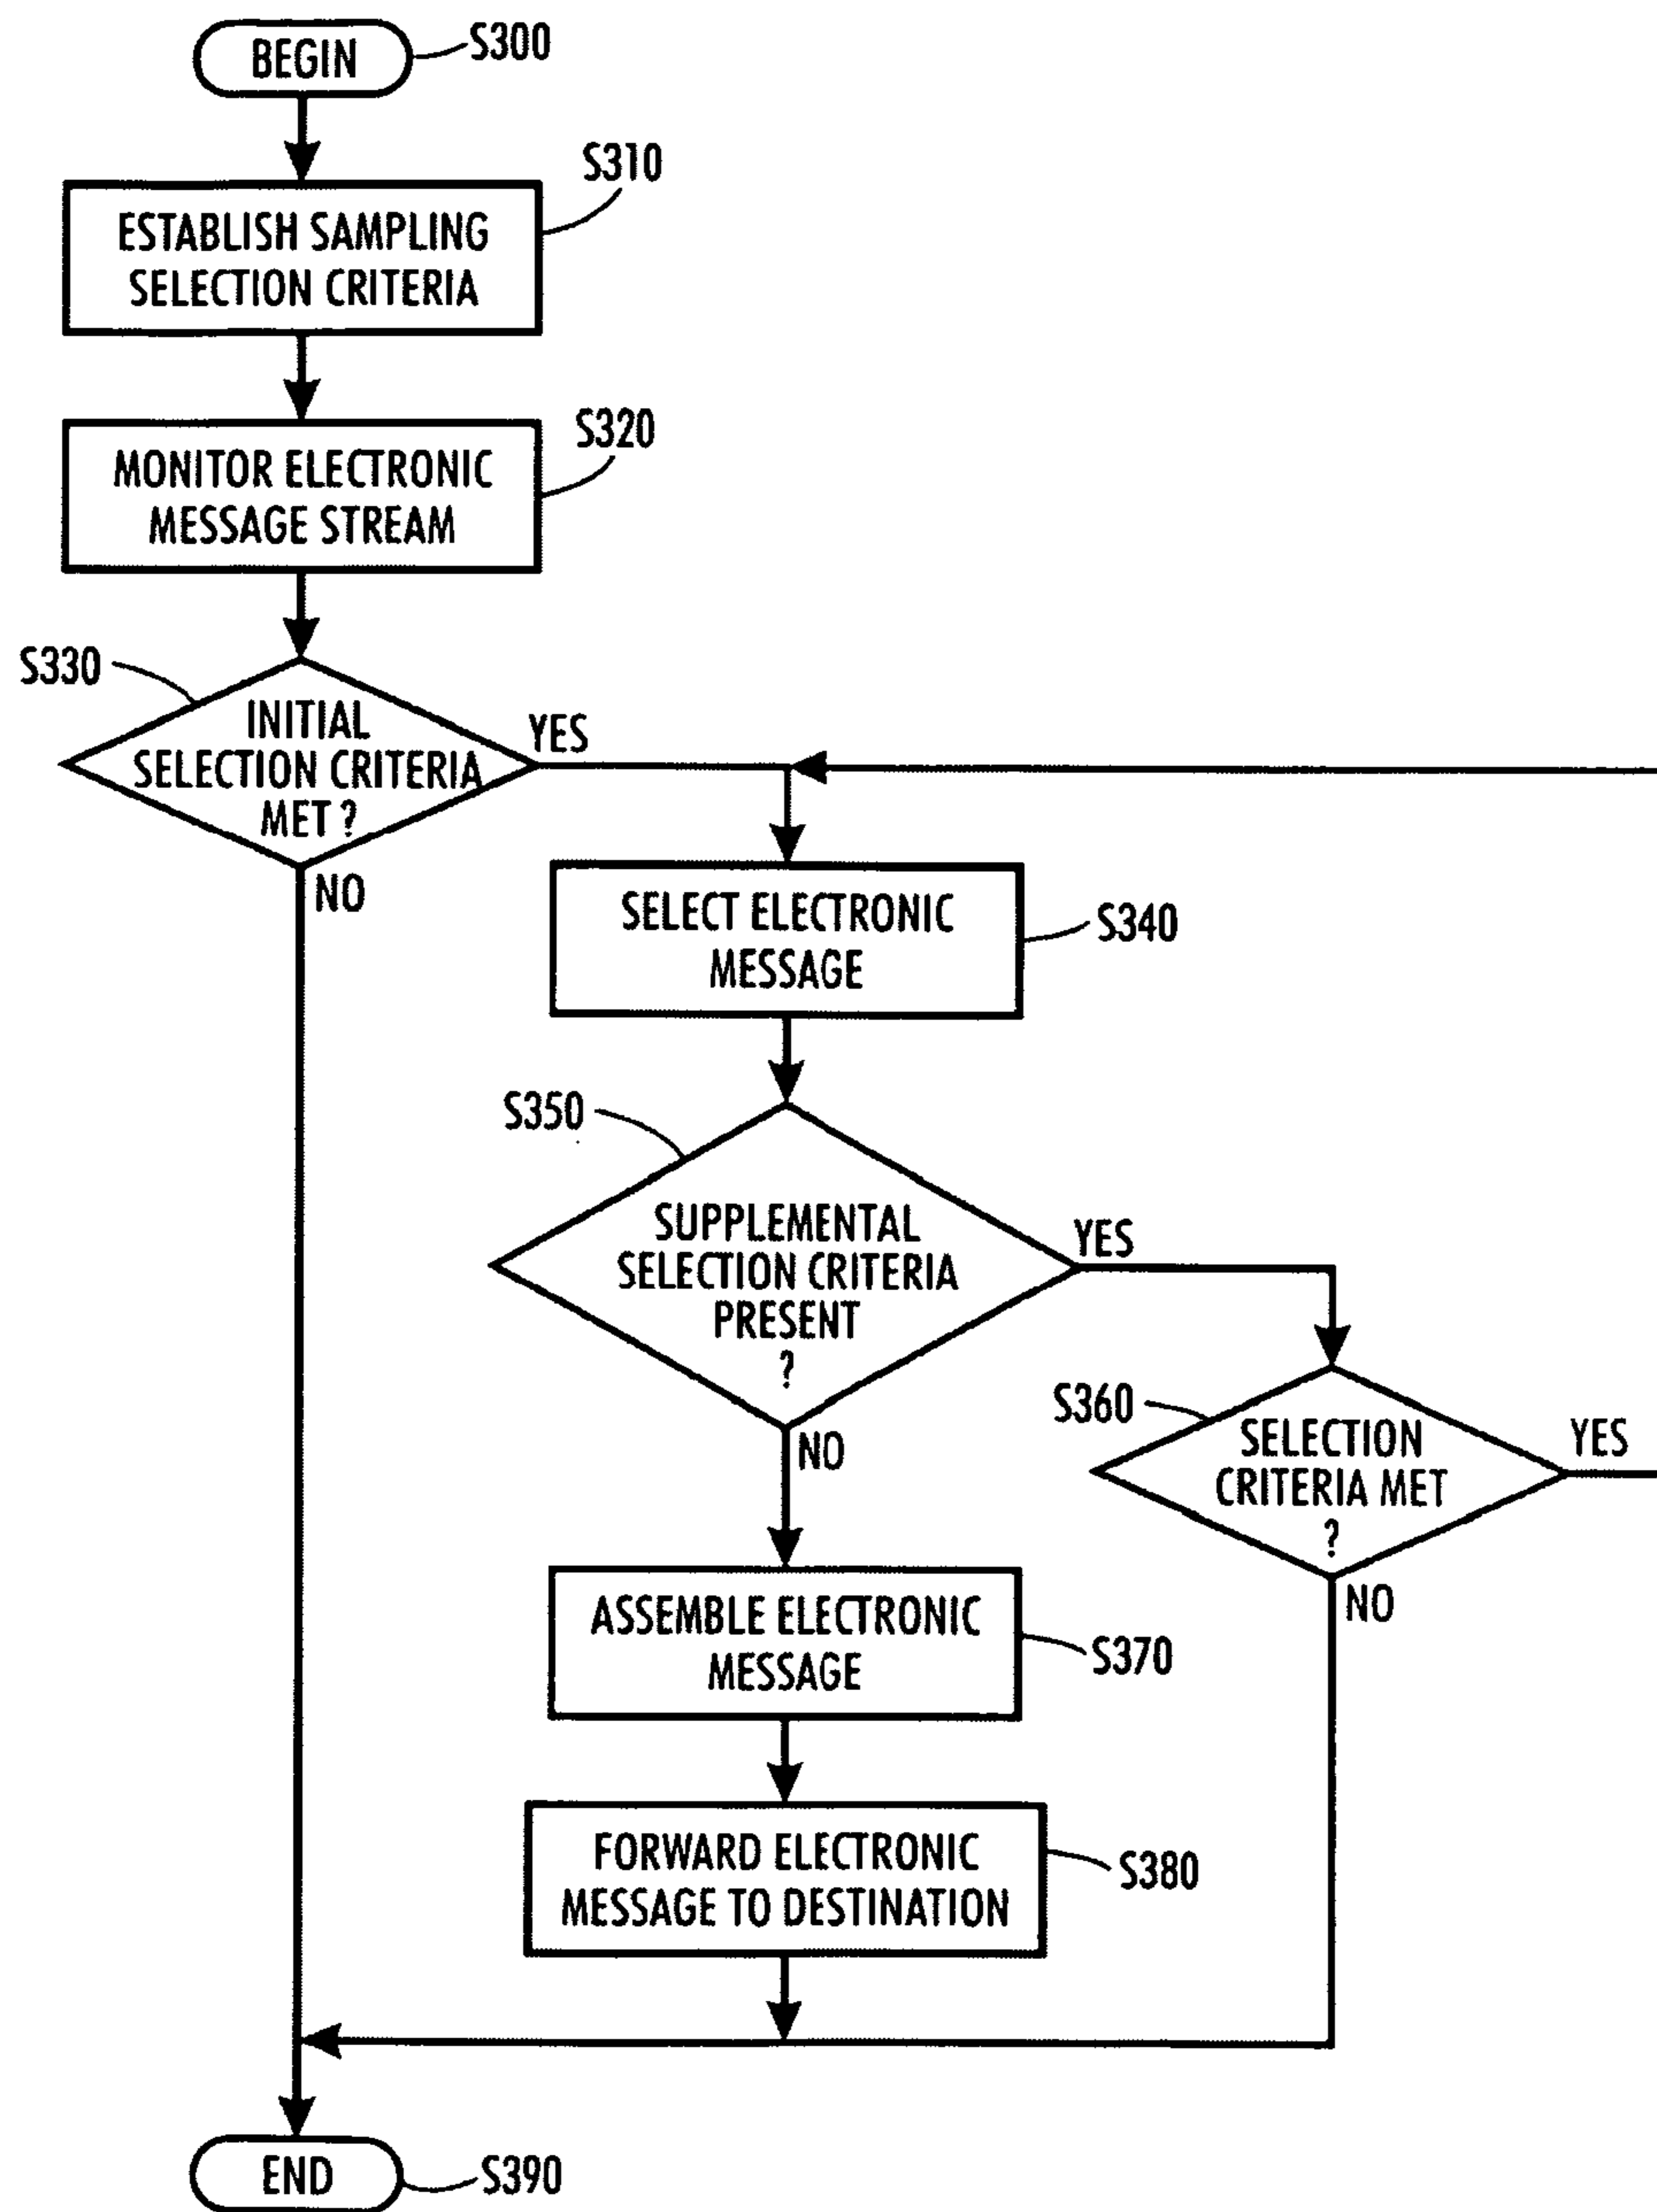 BEGIN
S300
S310
ESTABLISH SAMPLING
SELECTION CRITERIA
S320
MONITOR ELECTRONIC
MESSAGE STREAM
S330
INITIAL
SELECTION CRITERIA
MET ?
YES
NO
SELECT ELECTRONIC
MESSAGE
S340
S350
SUPPLEMENTAL
SELECTION CRITERIA
PRESENT
?
YES
NO
S360
SELECTION
CRITERIA MET
?
YES
NO
ASSEMBLE ELECTRONIC
MESSAGE
S370
FORWARD ELECTRONIC
MESSAGE TO DESTINATION
S380
END
S390